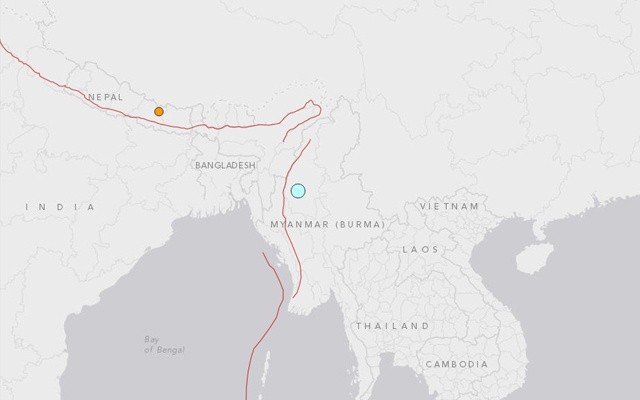 NEPAL
BANGLADESH
INDIA
MYANMAR (BURMA)
VIETNAM
LAOS
THAILAND
Bay
of Bengal
CAMBODIA